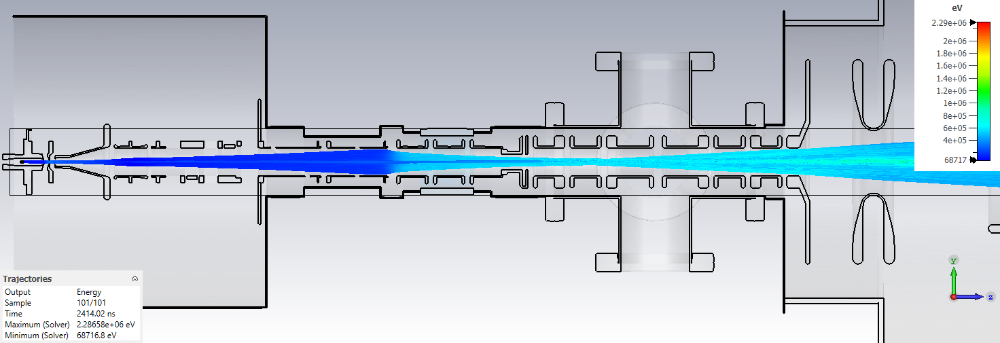 eV
2.29e+06
2e+06
1.8e+06
1.6e+06
1.4e+06
1.2e+06
1e+06
8e+05
6e+05
4e+05
68717
y
z
Trajectories
Output Energy
Sample 101/101
Time 2414.02 ns
Maximum (Solver) 2.28658e+06 eV
Minimum (Solver) 68716.8 eV